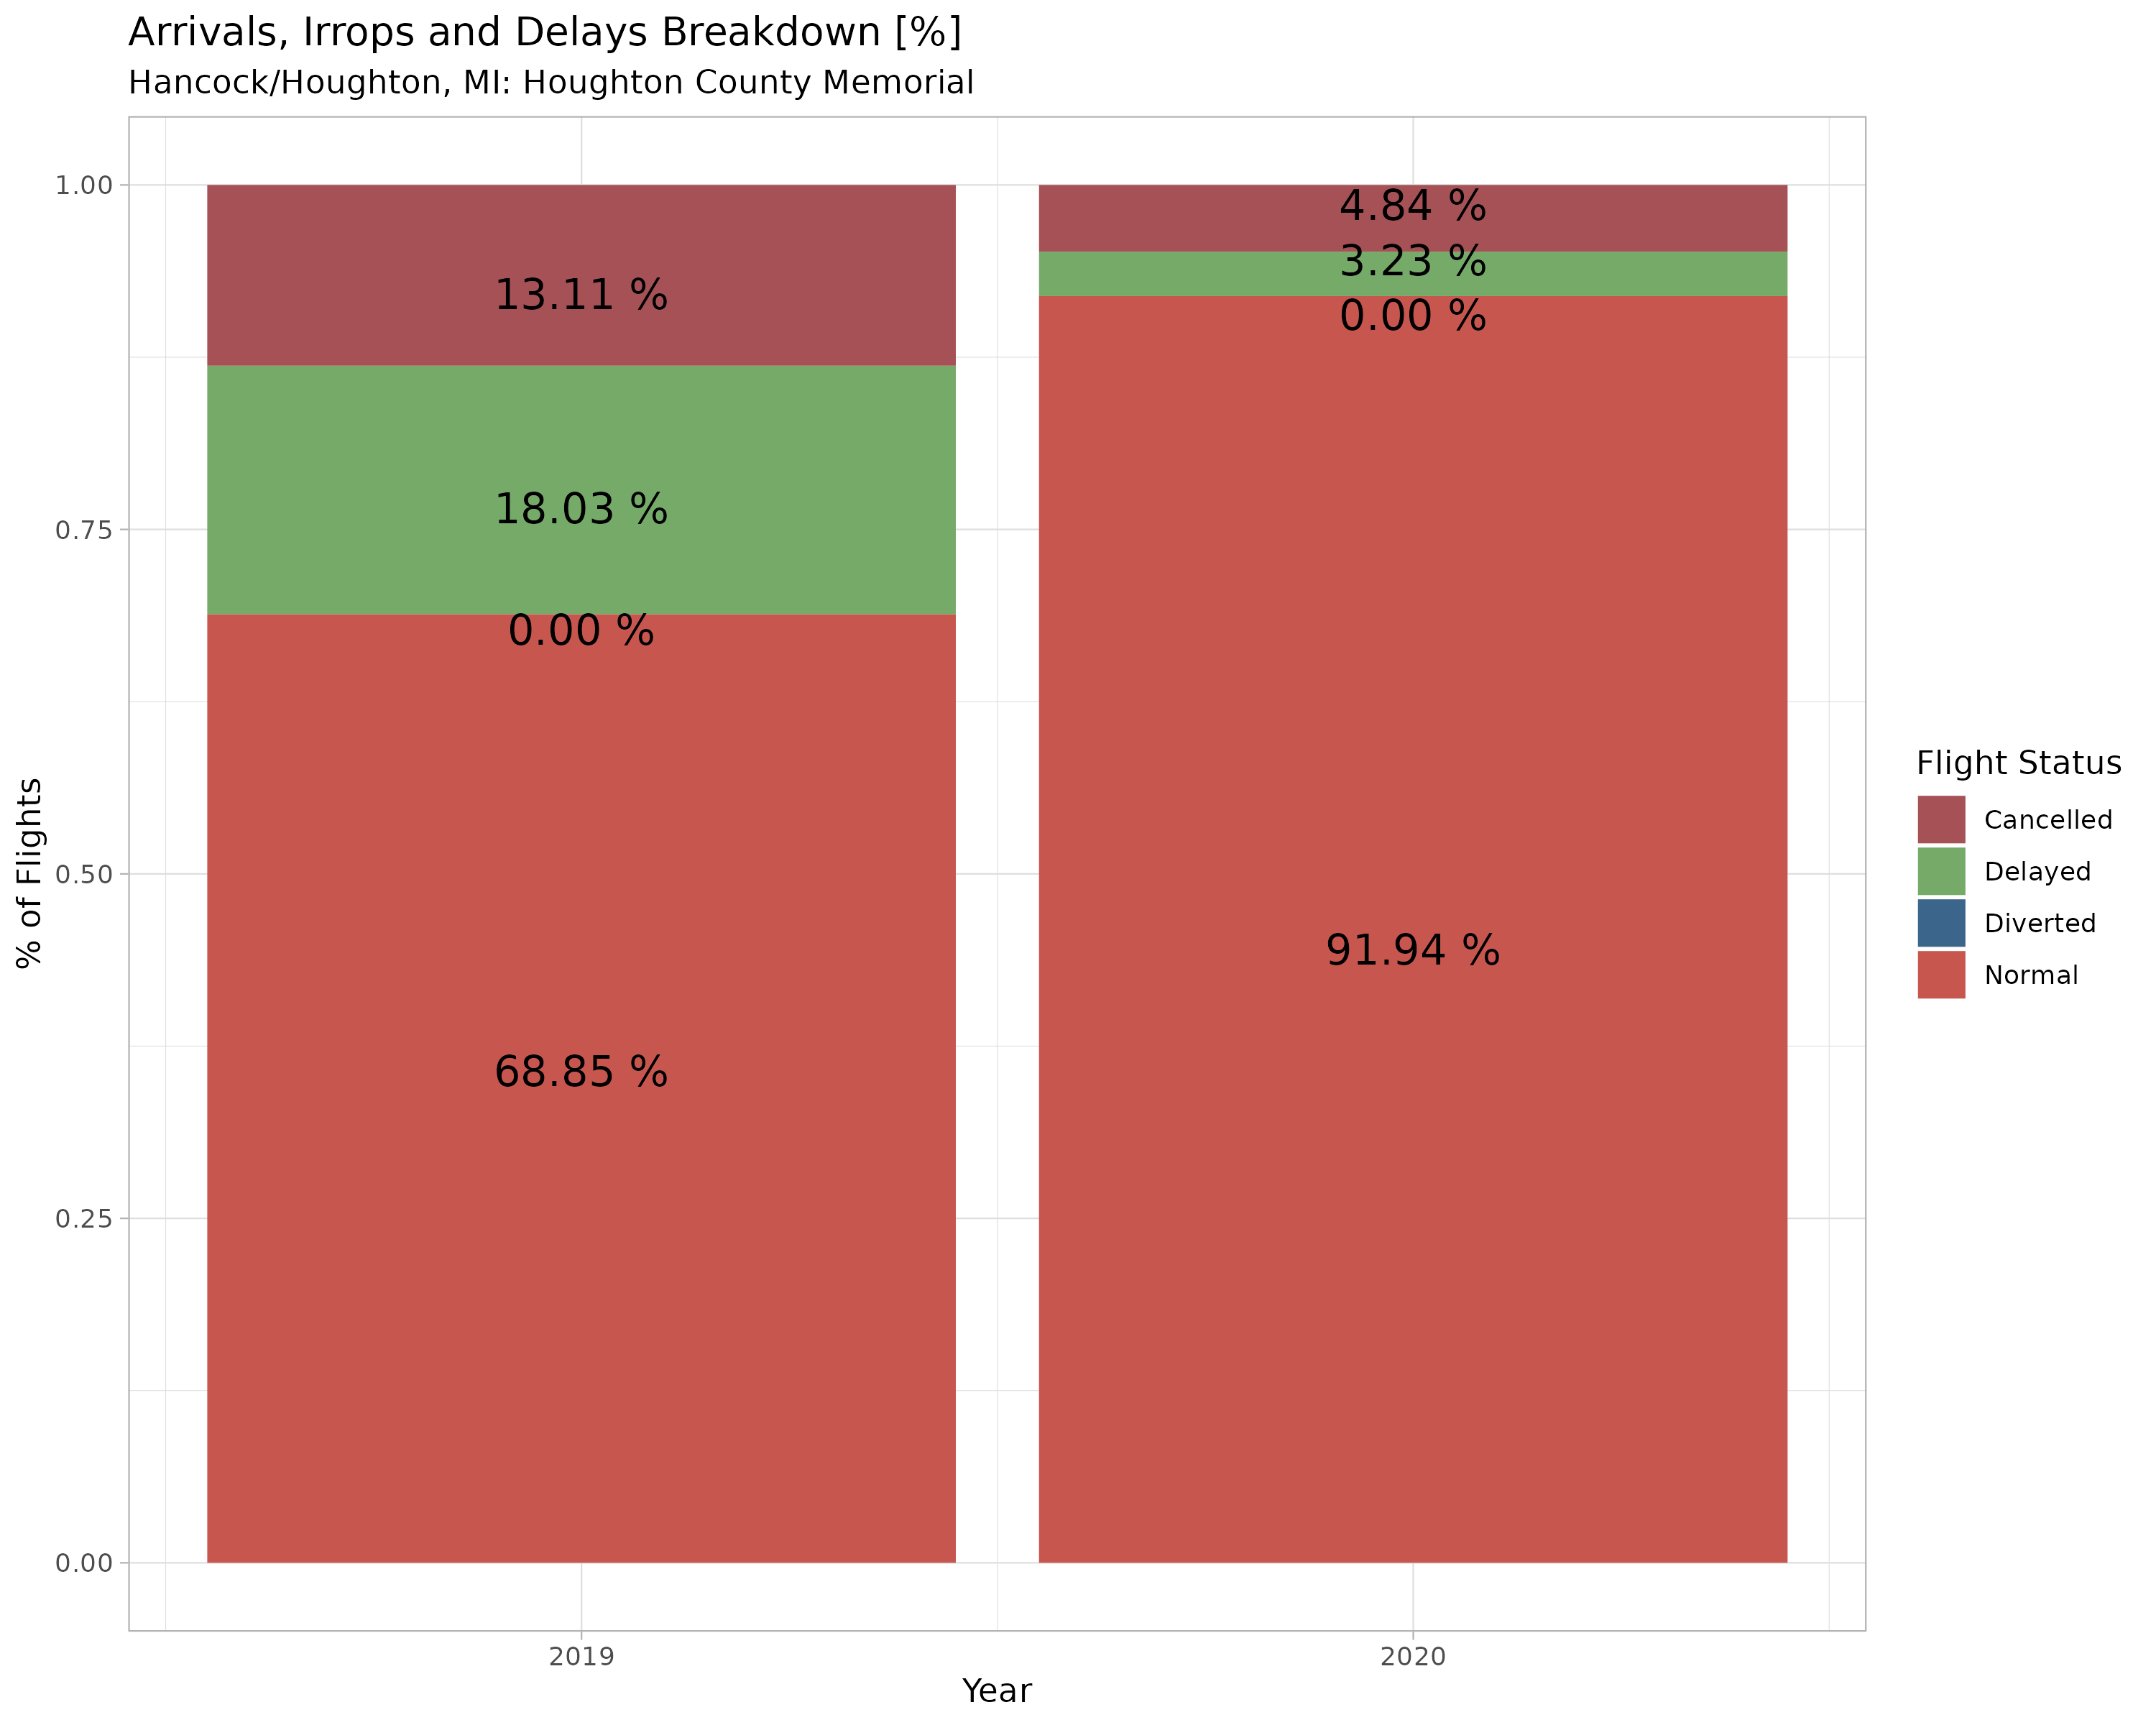 Arrivals, Irrops and Delays Breakdown [%]
Hancock/Houghton, MI: Houghton County Memorial
% of Flights
1.00
0.75
0.50
0.25
0.00
13.11 %
18.03 %
0.00 %
68.85 %
4.84 %
3.23 %
0.00 %
91.94 %
2019
2020
Year
Flight Status
Cancelled
Delayed
Diverted
Normal